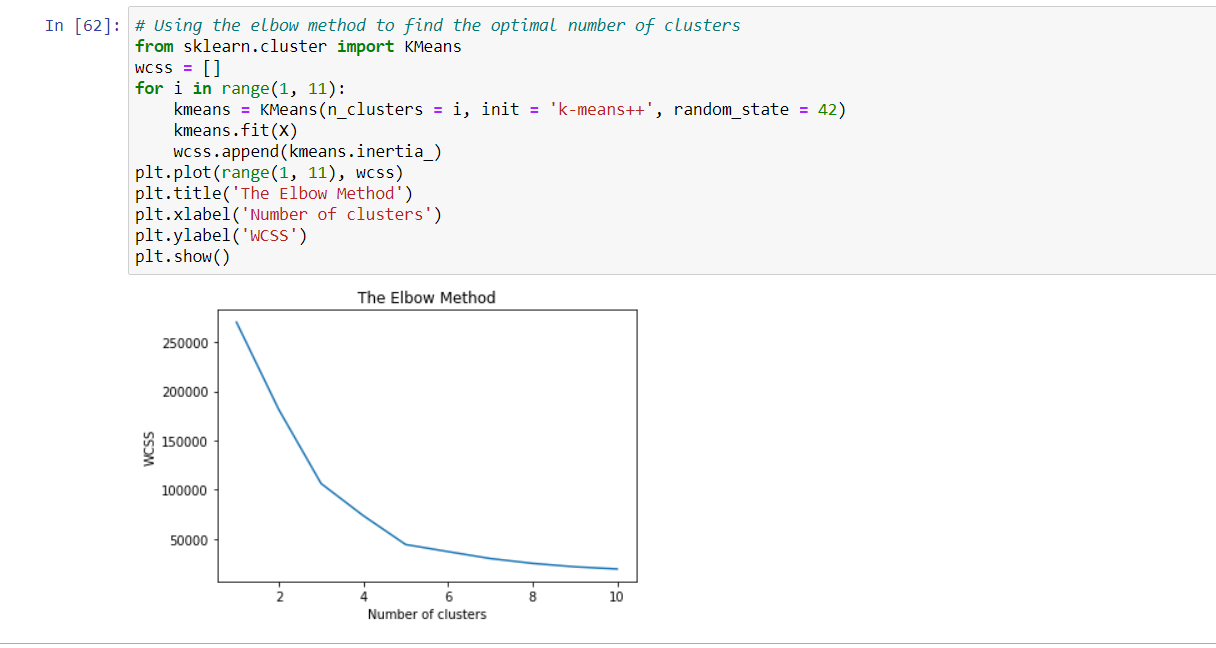 In [62]:
# Using the elbow method to find the optimal number of clusters
from sklearn.cluster import KMeans
wcss = []
for i in range(1, 11):
    kmeans = KMeans(n_clusters = i, init = 'k-means++', random_state = 42)
    kmeans.fit(X)
    wcss.append(kmeans.inertia_)
plt.plot(range(1, 11), wcss)
plt.title('The Elbow Method')
plt.xlabel('Number of clusters')
plt.ylabel('WCSS')
plt.show()
The Elbow Method
250000
200000
150000
100000
50000
WCSS
2 4 6 8 10
Number of clusters